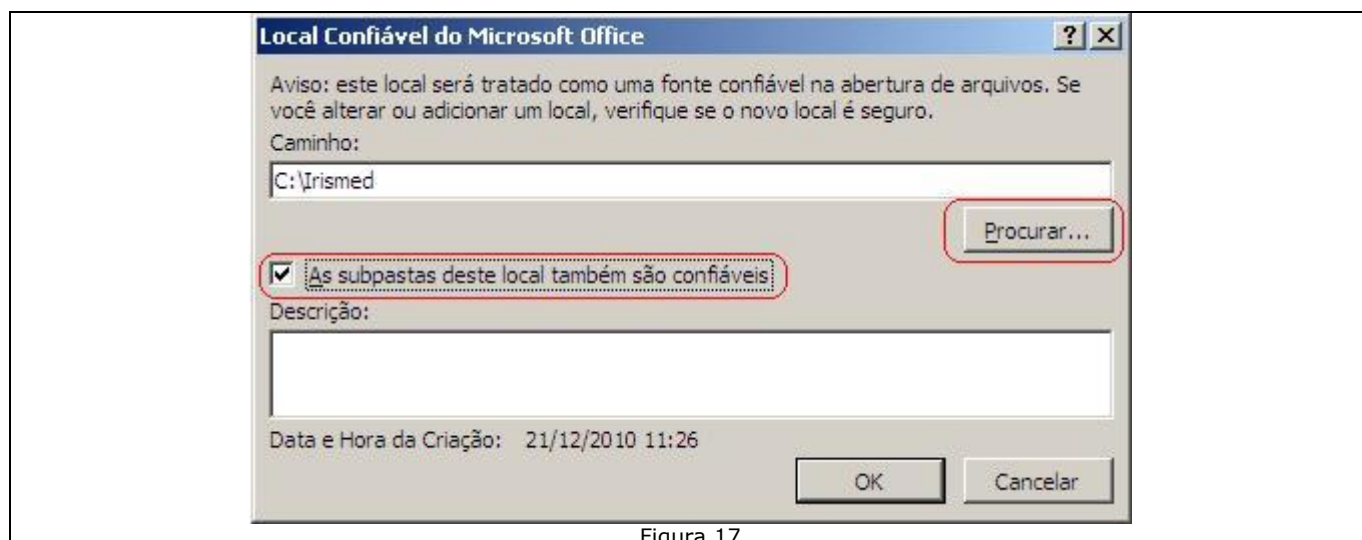 Local Confiável do Microsoft Office
Aviso: este local será tratado como uma fonte confiável na abertura de arquivos. Se
você alterar ou adicionar um local, verifique se o novo local é seguro.
Caminho:
C:\Irismed
Procurar...
As subpastas deste local também são confiáveis
Descrição:
Data e Hora da Criação: 21/12/2010 11:26
OK Cancelar
Figura 17